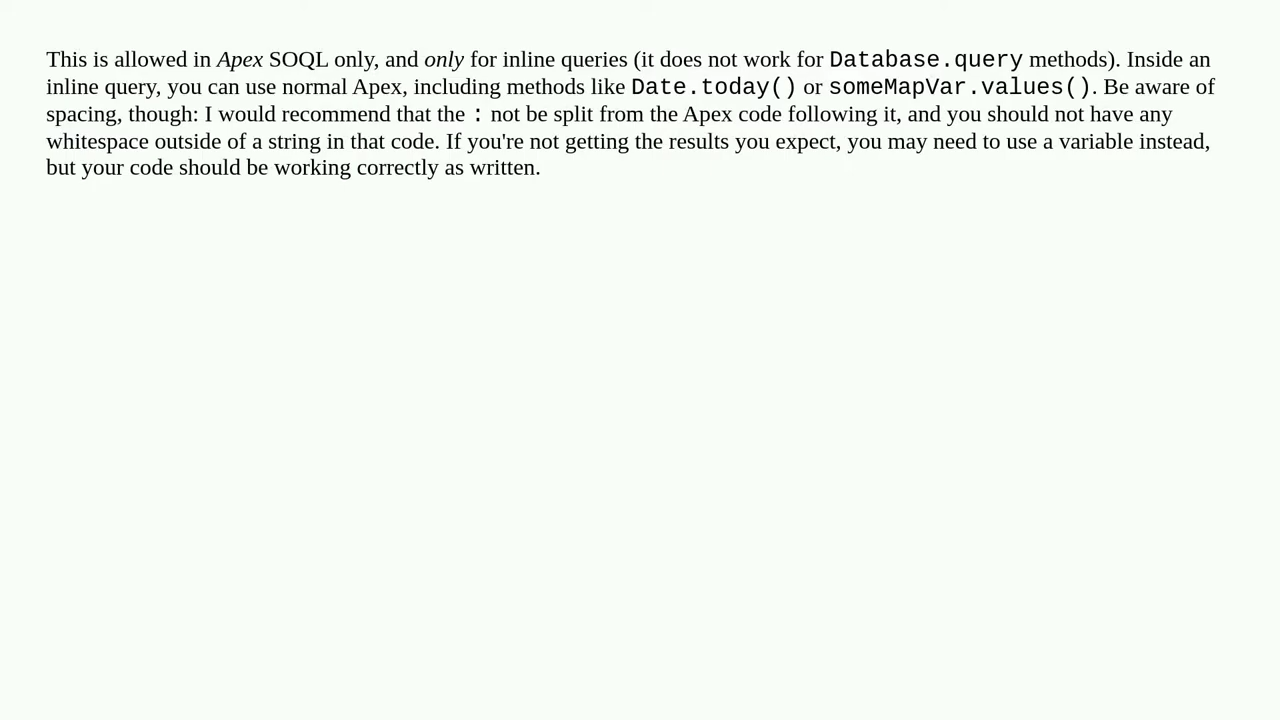 This is allowed in Apex SOQL only, and only for inline queries (it does not work for Database.query methods). Inside an
inline query, you can use normal Apex, including methods like Date.today() or someMapVar.values(). Be aware of
spacing, though: I would recommend that the : not be split from the Apex code following it, and you should not have any
whitespace outside of a string in that code. If you're not getting the results you expect, you may need to use a variable instead,
but your code should be working correctly as written.